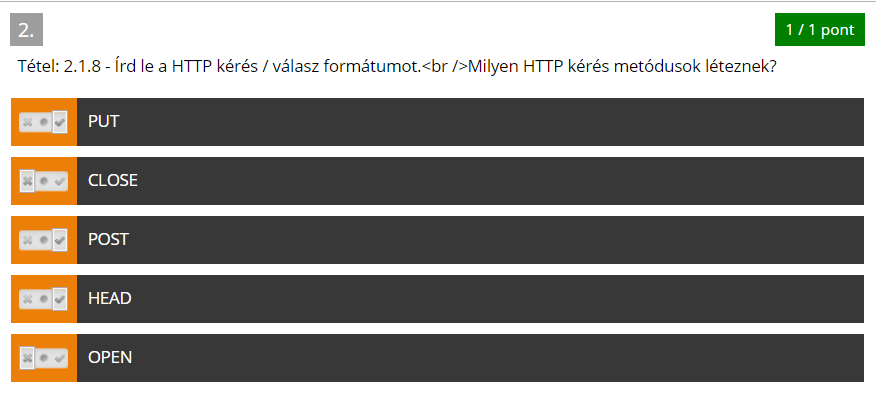 2.
1 / 1 pont
Tétel: 2.1.8 - Írd le a HTTP kérés / válasz formátumot.<br />Milyen HTTP kérés metódusok léteznek?
PUT
CLOSE
POST
HEAD
OPEN